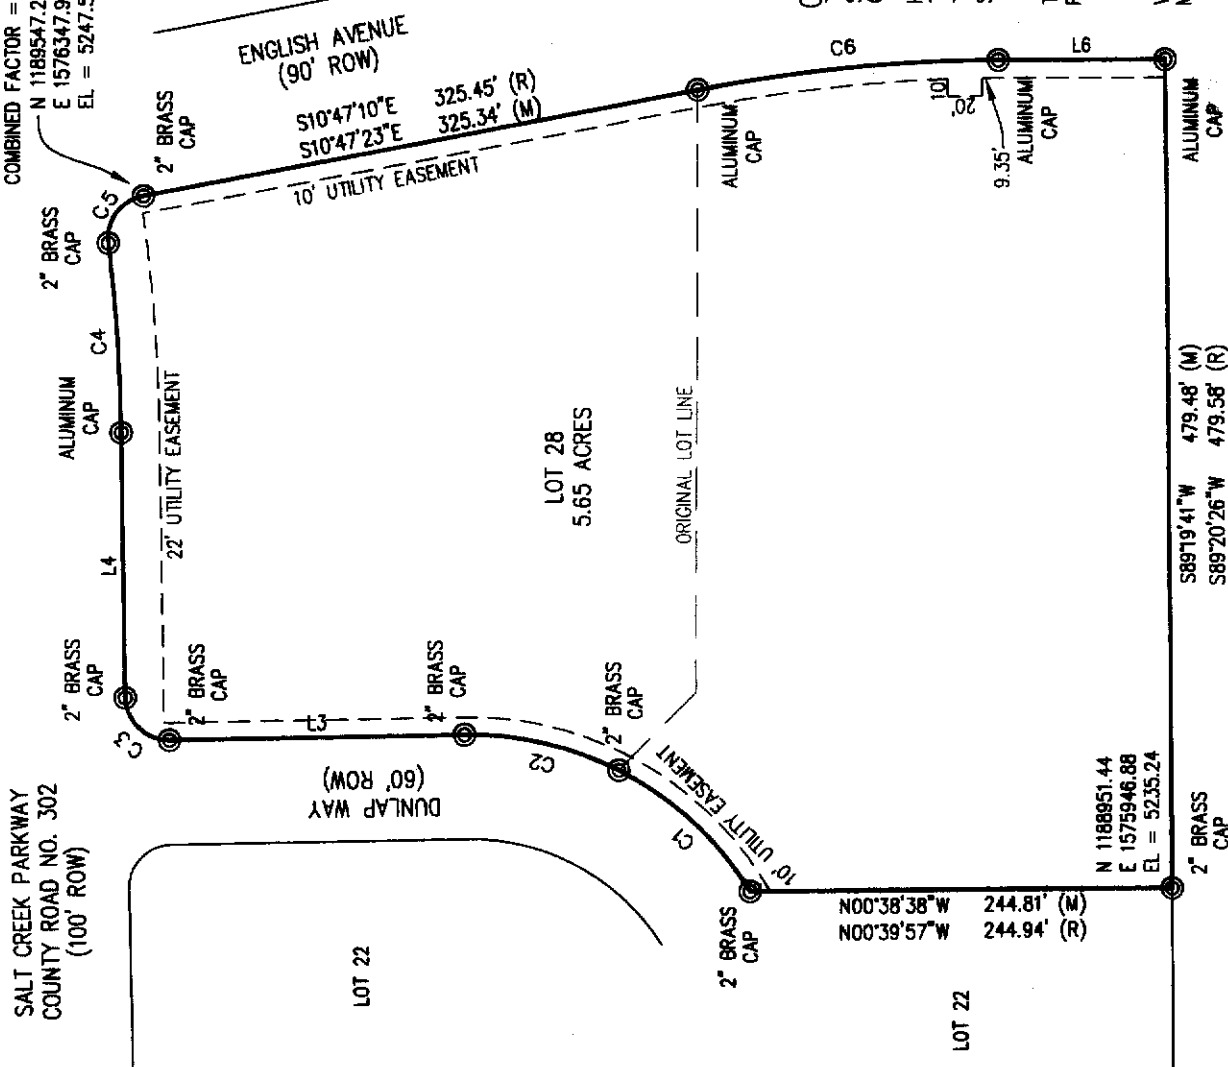 COMBINED FACTOR =
N 1189547.2
E 1576347.9
EL = 5247.5
ENGLISH AVENUE
(90' ROW)
S10°47'10"E 325.45' (R)
S10°47'23"E 325.34' (M)
10' UTILITY EASEMENT
2" BRASS
CAP
C5
2" BRASS
CAP
C4
ALUMINUM
CAP
L4
22' UTILITY EASEMENT
2" BRASS
CAP
C3
2" BRASS
CAP
L3
2" BRASS
CAP
C2
2" BRASS
CAP
C1
10' UTILITY EASEMENT
2" BRASS
CAP
DUNLAP WAY
(60' ROW)
SALT CREEK PARKWAY
COUNTY ROAD NO. 302
(100' ROW)
LOT 22
LOT 28
5.65 ACRES
ORIGINAL LOT LINE
ALUMINUM
CAP
C6
10'
20'
9.35'
ALUMINUM
CAP
L6
ALUMINUM
CAP
S89°19'41"W 479.48' (M)
S89°20'26"W 479.58' (R)
N 1188951.44
E 1575946.88
EL = 5235.24
2" BRASS
CAP
N00°38'38"W 244.81' (M)
N00°39'57"W 244.94' (R)
LOT 22